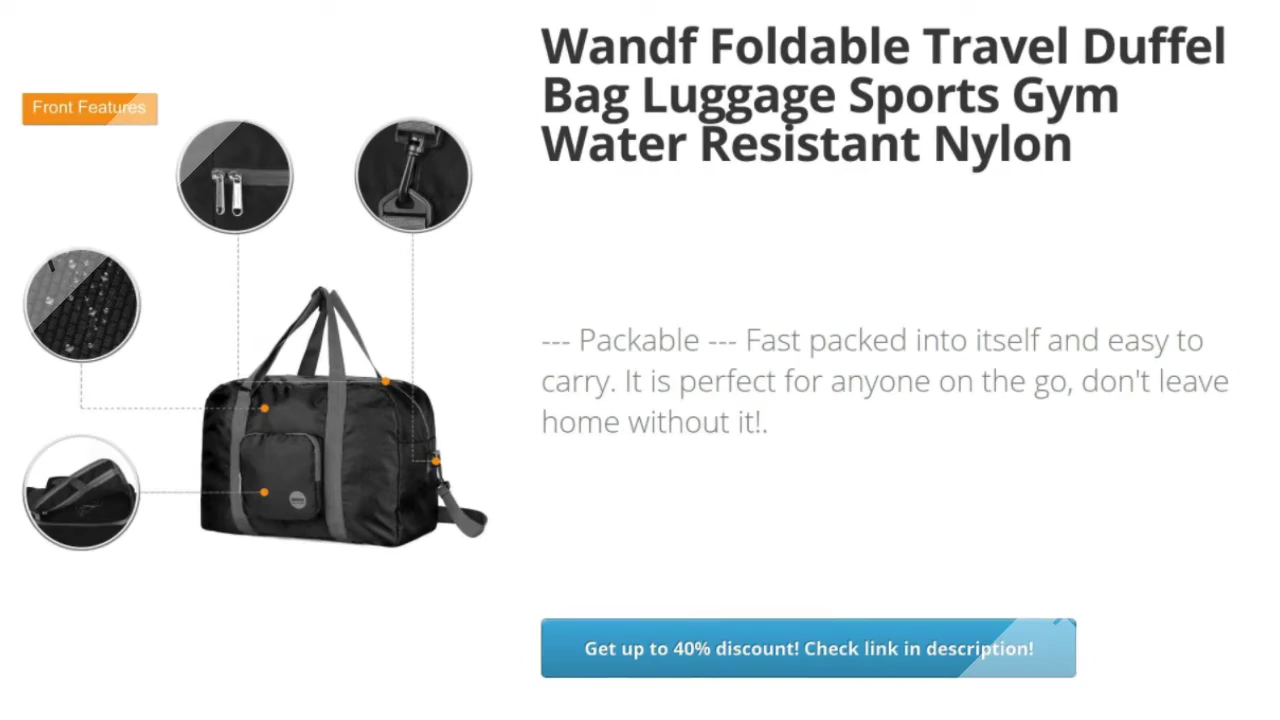 Wandf Foldable Travel Duffel
Bag Luggage Sports Gym
Water Resistant Nylon
Front Features
--- Packable --- Fast packed into itself and easy to
carry. It is perfect for anyone on the go, don't leave
home without it!.
Get up to 40% discount! Check link in description!